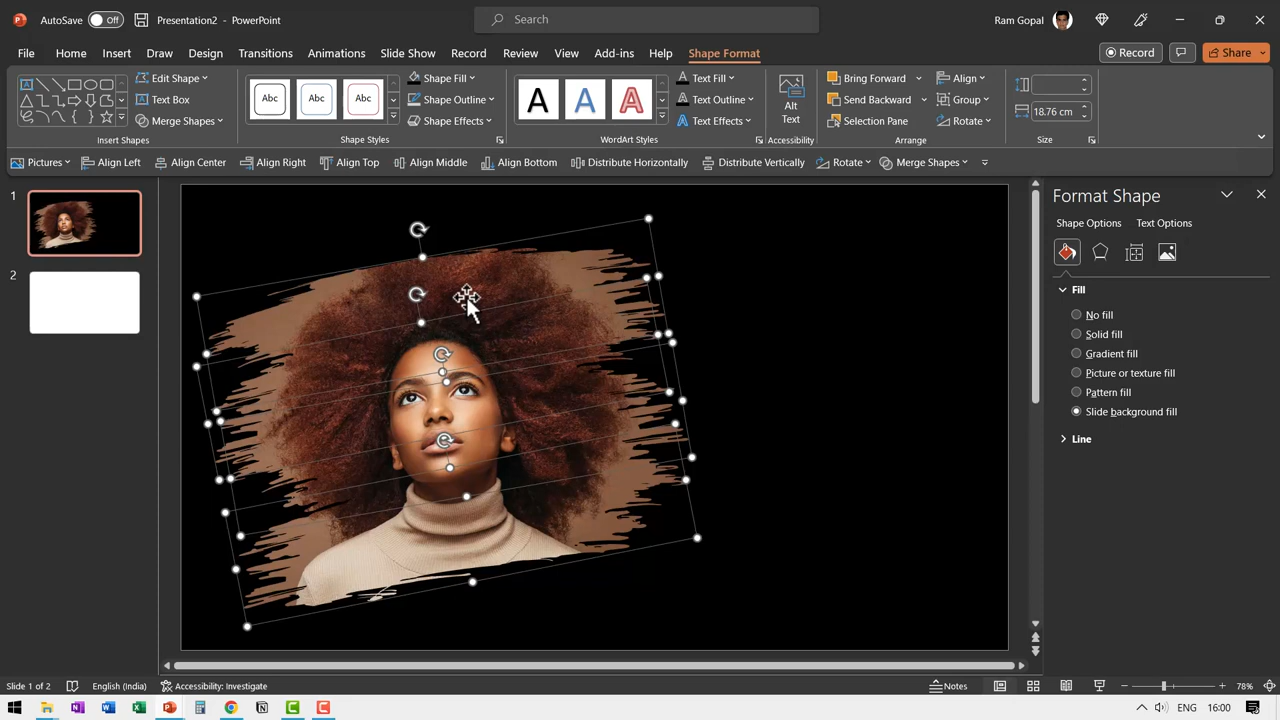 AutoSave Off Presentation2 - PowerPoint Search Ram Gopal
File Home Insert Draw Design Transitions Animations Slide Show Record Review View Add-ins Help Shape Format Record Share
Edit Shape
Text Box
Merge Shapes
Insert Shapes
Abc Abc Abc
Shape Fill
Shape Outline
Shape Effects
Shape Styles
A A A
Text Fill
Text Outline
Text Effects
WordArt Styles
Alt
Text
Accessibility
Bring Forward
Send Backward
Selection Pane
Align
Group
Rotate
Arrange
18.76 cm
Size
Pictures Align Left Align Center Align Right Align Top Align Middle Align Bottom Distribute Horizontally Distribute Vertically Rotate Merge Shapes
1
2
Format Shape
Shape Options Text Options
Fill
No fill
Solid fill
Gradient fill
Picture or texture fill
Pattern fill
Slide background fill
Line
Slide 1 of 2 English (India) Accessibility: Investigate Notes 78%
ENG 16:00